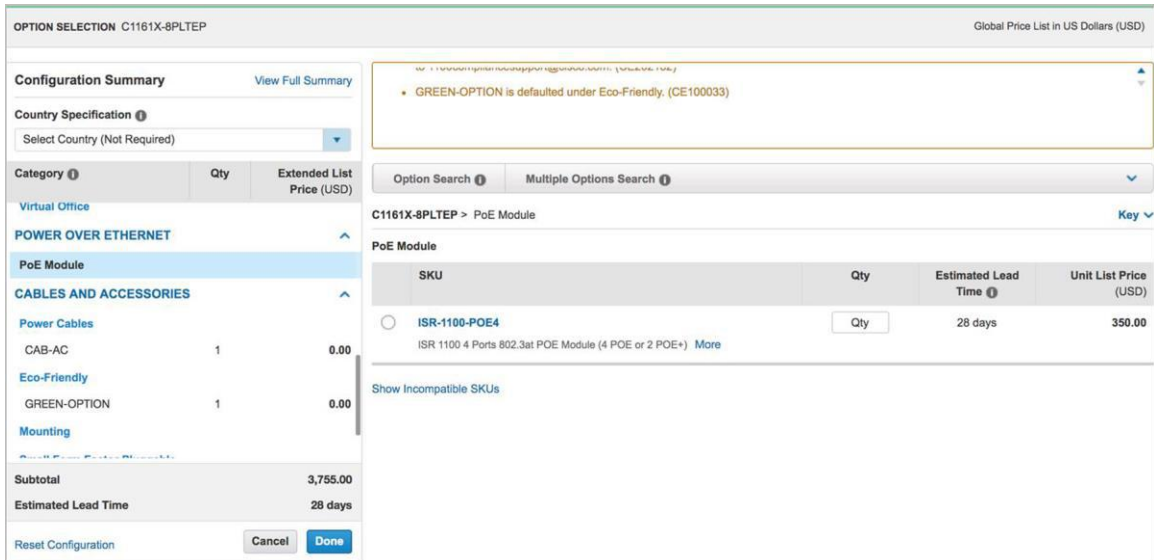 OPTION SELECTION C1161X-8PLTEP
Global Price List in US Dollars (USD)
Configuration Summary
View Full Summary
Country Specification
Select Country (Not Required)
Category
Qty
Extended List
Price (USD)
Virtual Office
POWER OVER ETHERNET
PoE Module
CABLES AND ACCESSORIES
Power Cables
CAB-AC 1 0.00
Eco-Friendly
GREEN-OPTION 1 0.00
Mounting
Subtotal 3,755.00
Estimated Lead Time 28 days
Reset Configuration
Cancel
Done
• GREEN-OPTION is defaulted under Eco-Friendly. (CE100033)
Option Search
Multiple Options Search
C1161X-8PLTEP > PoE Module
Key
PoE Module
SKU
Qty
Estimated Lead
Time
Unit List Price
(USD)
ISR-1100-POE4
Qty
28 days
350.00
ISR 1100 4 Ports 802.3at POE Module (4 POE or 2 POE+) More
Show Incompatible SKUs